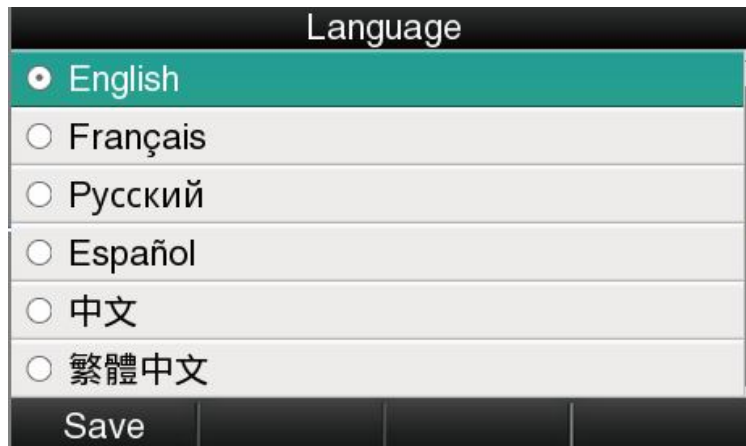 Language
English
Français
Русский
Español
中文
繁體中文
Save